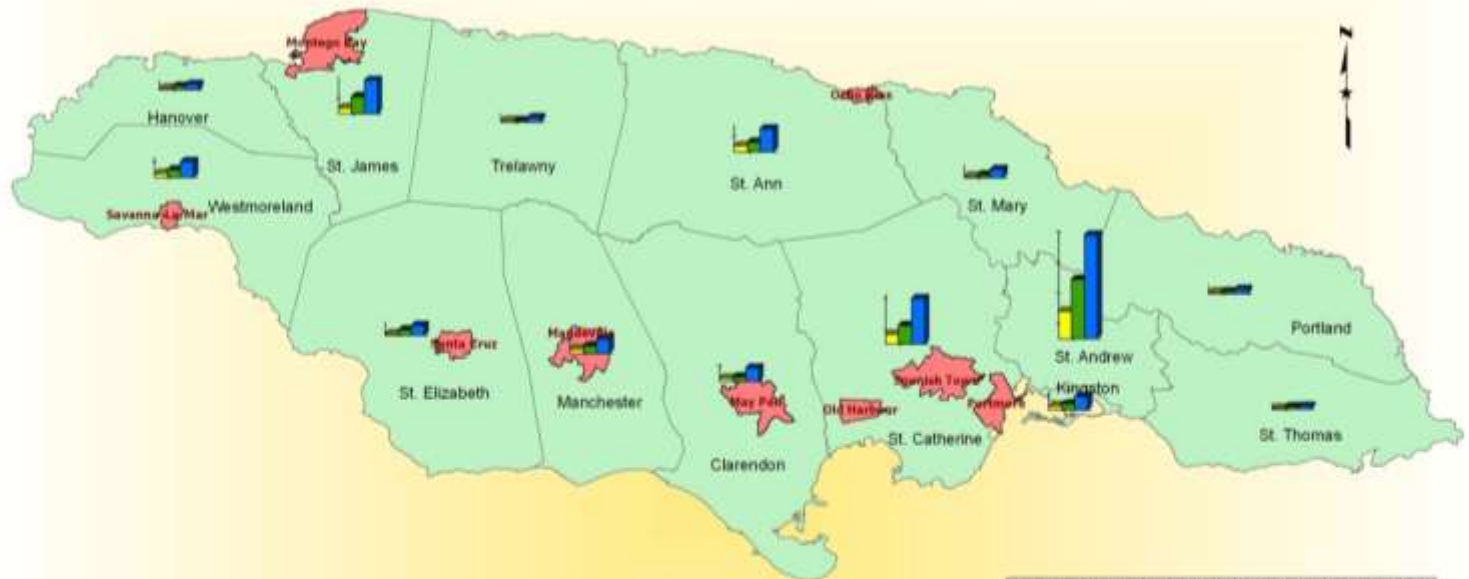 Montego Bay
N
Hanover
St. James
Trelawny
Ocho Rios
St. Ann
St. Mary
Westmoreland
Savanna-La-Mar
Portland
Santa Cruz
St. Elizabeth
Mandeville
Manchester
May Pen
Clarendon
Old Harbour
Spanish Town
Portmore
St. Catherine
St. Andrew
Kingston
St. Thomas